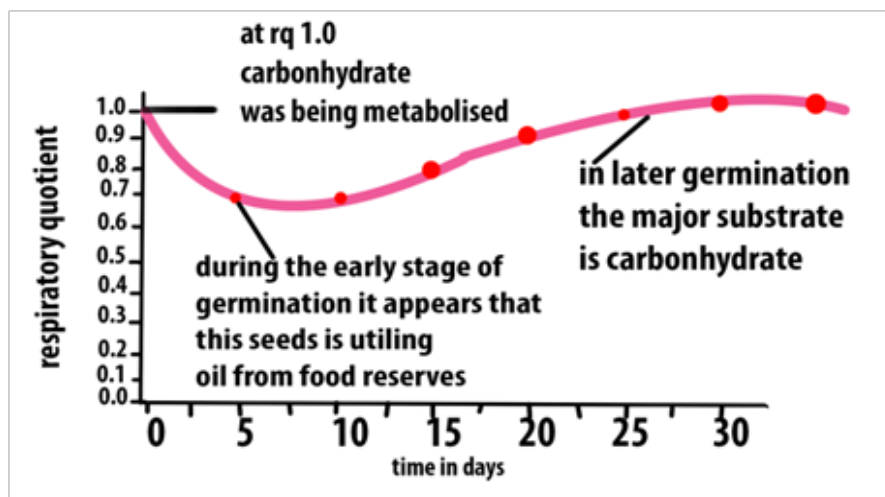 at rq 1.0
carbonhydrate
was being metabolised
1.0
0.9
0.8
0.7
0.6
0.5
0.4
0.3
0.2
0.1
0.0
respiratory quotient
in later germination
the major substrate
is carbonhydrate
during the early stage of
germination it appears that
this seeds is utiling
oil from food reserves
0 5 10 15 20 25 30
time in days